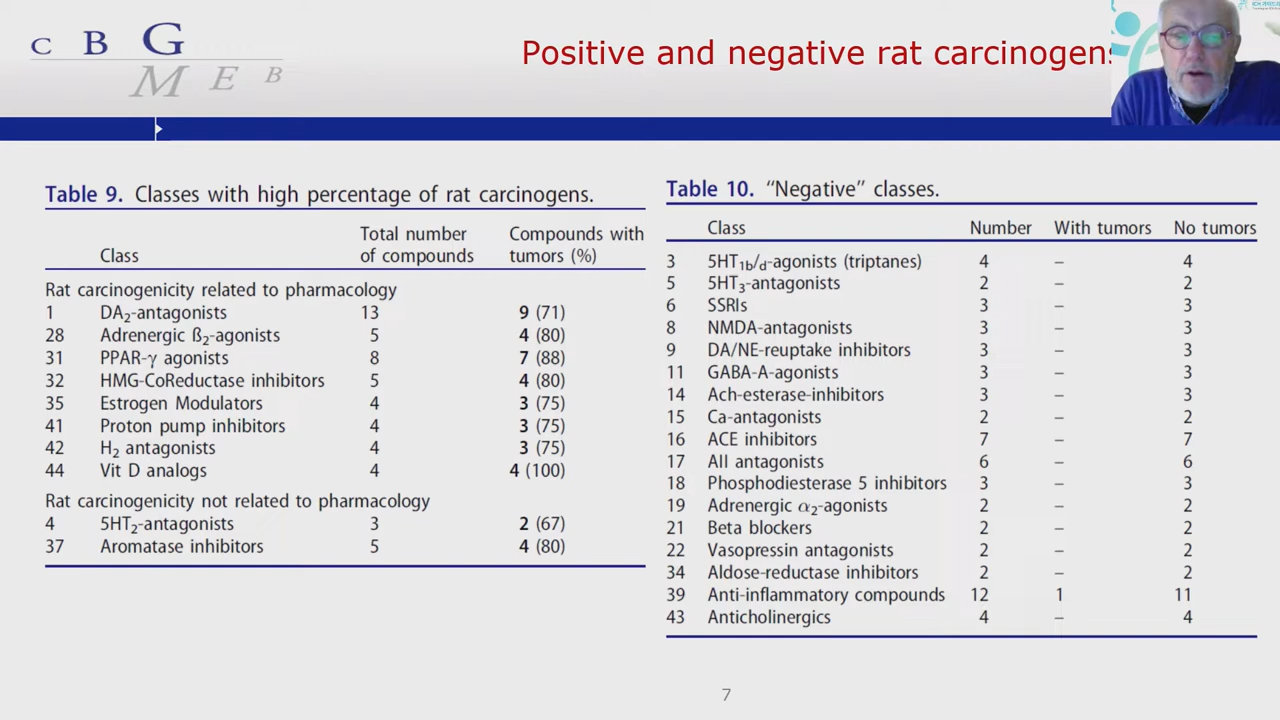 C B G
M E B
Positive and negative rat carcinogens
Table 9. Classes with high percentage of rat carcinogens.
Class Total number of compounds Compounds with tumors (%)
Rat carcinogenicity related to pharmacology
1 DA2-antagonists 13 9 (71)
28 Adrenergic ß2-agonists 5 4 (80)
31 PPAR-γ agonists 8 7 (88)
32 HMG-CoReductase inhibitors 5 4 (80)
35 Estrogen Modulators 4 3 (75)
41 Proton pump inhibitors 4 3 (75)
42 H2 antagonists 4 3 (75)
44 Vit D analogs 4 4 (100)
Rat carcinogenicity not related to pharmacology
4 5HT2-antagonists 3 2 (67)
37 Aromatase inhibitors 5 4 (80)
Table 10. “Negative” classes.
Class Number With tumors No tumors
3 5HT1b/d-agonists (triptanes) 4 – 4
5 5HT3-antagonists 2 – 2
6 SSRIs 3 – 3
8 NMDA-antagonists 3 – 3
9 DA/NE-reuptake inhibitors 3 – 3
11 GABA-A-agonists 3 – 3
14 Ach-esterase-inhibitors 3 – 3
15 Ca-antagonists 2 – 2
16 ACE inhibitors 7 – 7
17 AII antagonists 6 – 6
18 Phosphodiesterase 5 inhibitors 3 – 3
19 Adrenergic α2-agonists 2 – 2
21 Beta blockers 2 – 2
22 Vasopressin antagonists 2 – 2
34 Aldose-reductase inhibitors 2 – 2
39 Anti-inflammatory compounds 12 1 11
43 Anticholinergics 4 – 4
7